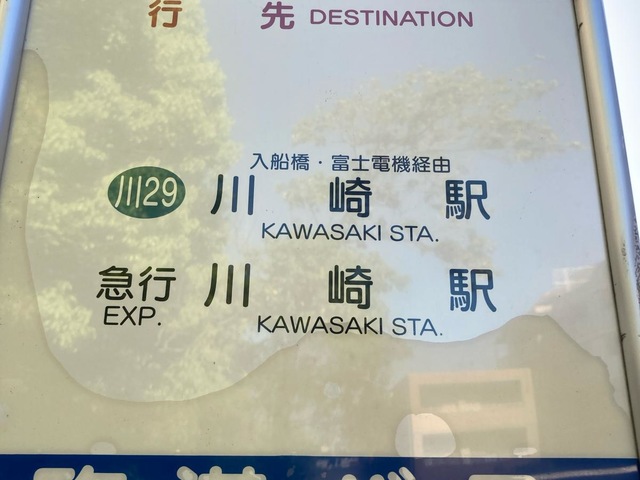 行先 DESTINATION
入船橋・富士電機経由
川29 川崎駅
KAWASAKI STA.
急行 川崎駅
EXP. KAWASAKI STA.